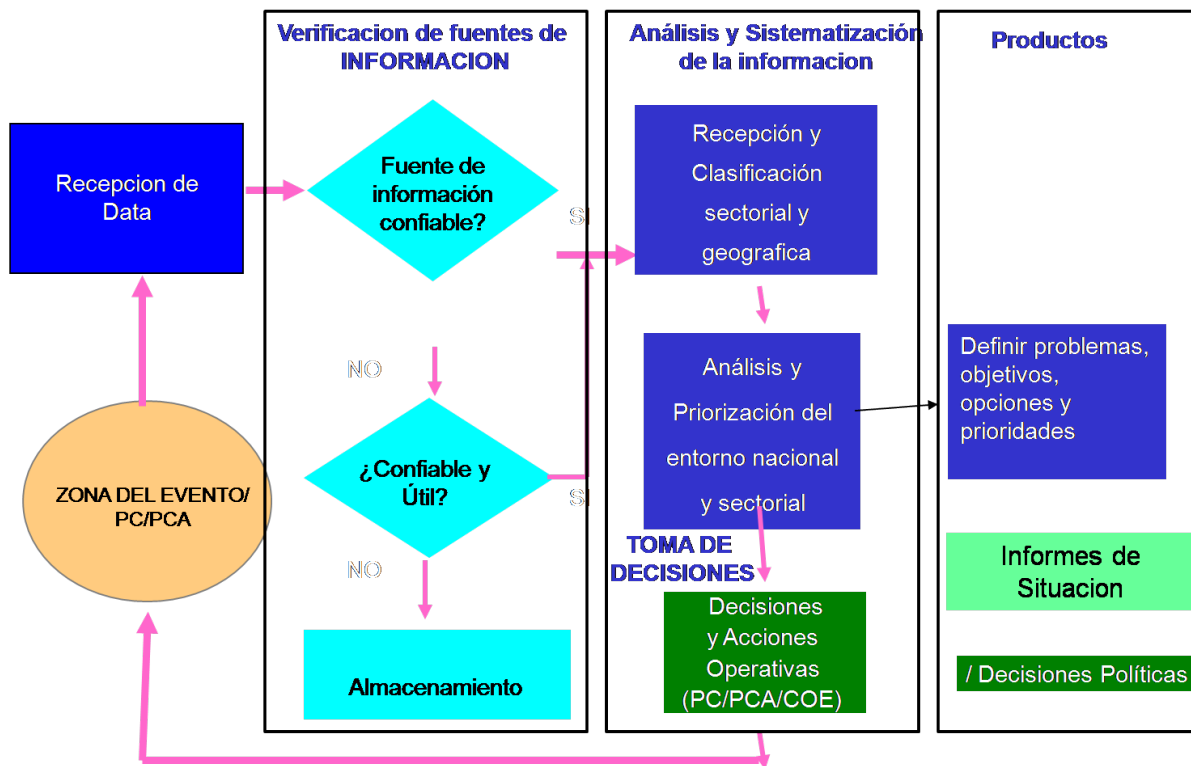 Verificacion de fuentes de
INFORMACION
Análisis y Sistematización
de la informacion
Productos
Recepcion de
Data
Fuente de
información
confiable?
SI
Recepción y
Clasificación
sectorial y
geografica
NO
¿Confiable y
Útil?
SI
Análisis y
Priorización del
entorno nacional
y sectorial
Definir problemas,
objetivos,
opciones y
prioridades
ZONA DEL EVENTO/
PC/PCA
NO
TOMA DE
DECISIONES
Informes de
Situacion
Almacenamiento
Decisiones
y Acciones
Operativas
(PC/PCA/COE)
/ Decisiones Políticas